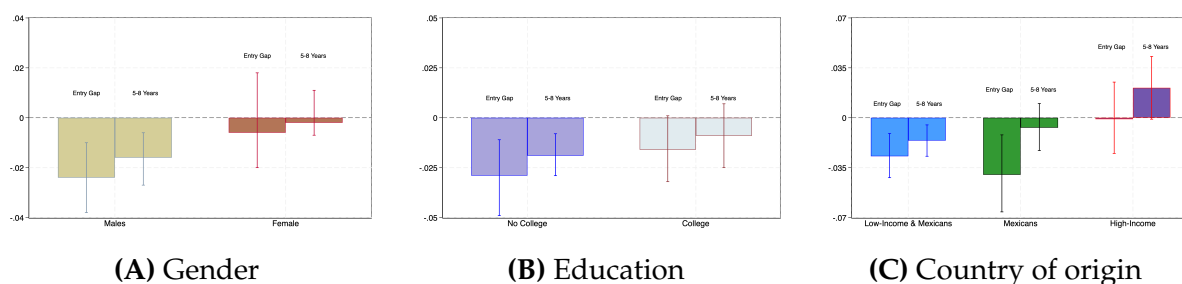 .04
.02
0
-.02
-.04
Entry Gap
5-8 Years
Entry Gap
5-8 Years
Males
Female
(A) Gender
.05
.025
0
-.025
-.05
Entry Gap
5-8 Years
Entry Gap
5-8 Years
No College
College
(B) Education
.07
.035
0
-.035
-.07
Entry Gap
5-8 Years
Entry Gap
5-8 Years
Entry Gap
5-8 Years
Low-Income & Mexicans
Mexicans
High-Income
(C) Country of origin